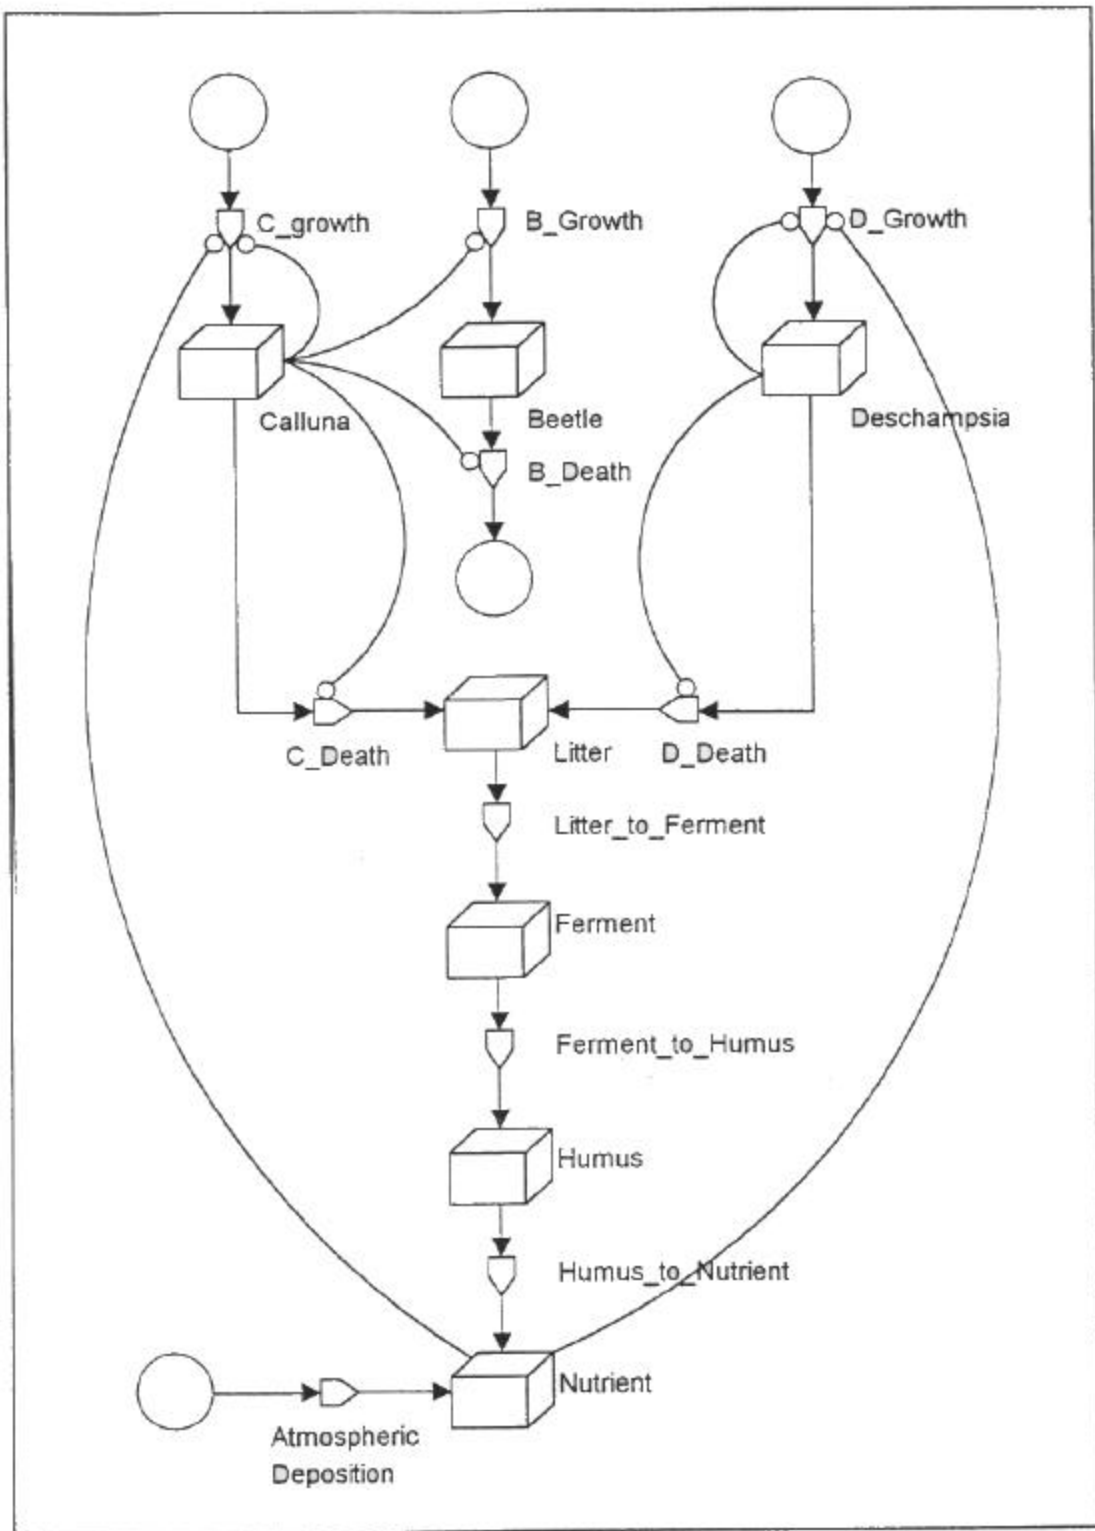 C_growth
B_Growth
D_Growth
Calluna
Beetle
Deschampsia
B_Death
C_Death
Litter
D_Death
Litter_to_Ferment
Ferment
Ferment_to_Humus
Humus
Humus_to_Nutrient
Nutrient
Atmospheric
Deposition